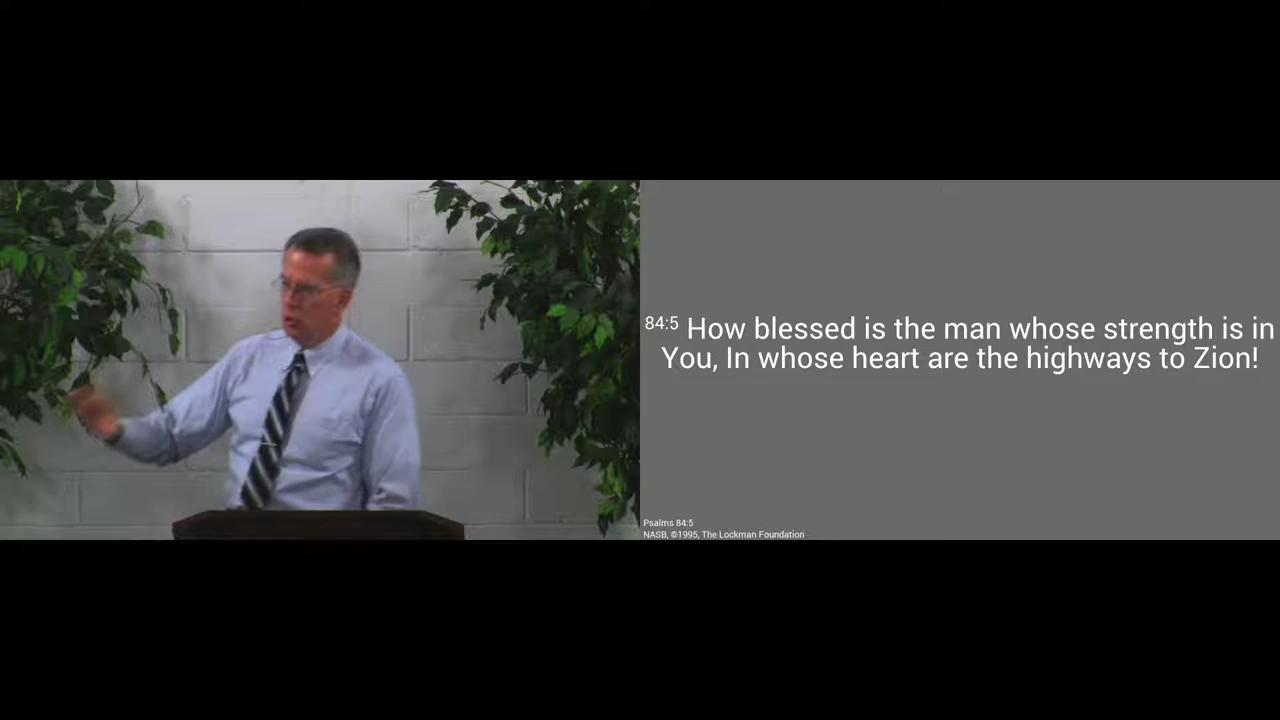 84:5 How blessed is the man whose strength is in
You, In whose heart are the highways to Zion!
Psalms 84:5
NASB, ©1995, The Lockman Foundation